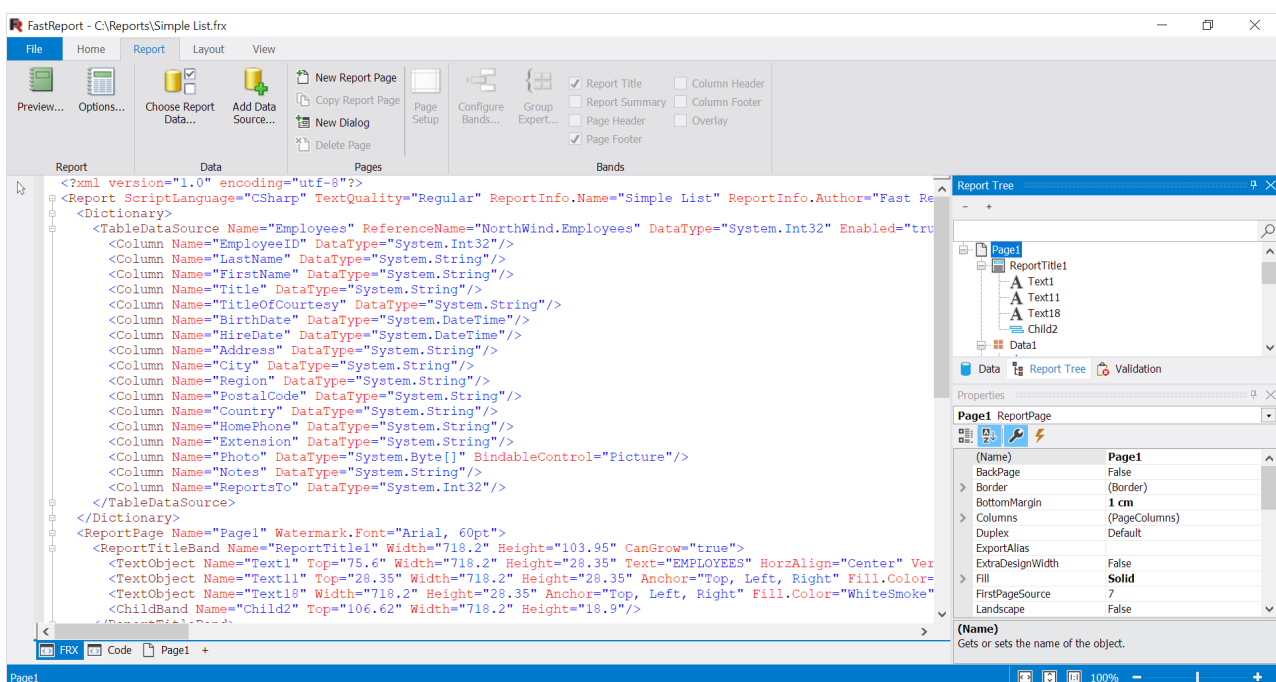 FastReport - C:\Reports\Simple List.frx
File Home Report Layout View
Preview... Options... Choose Report Data... Add Data Source... New Report Page Copy Report Page New Dialog Delete Page Page Setup Configure Bands... Group Expert... Report Title Report Summary Page Header Page Footer Column Header Column Footer Overlay
Report Data Pages Bands
<?xml version="1.0" encoding="utf-8"?>
<Report ScriptLanguage="CSharp" TextQuality="Regular" ReportInfo.Name="Simple List" ReportInfo.Author="Fast Re
<Dictionary>
<TableDataSource Name="Employees" ReferenceName="NorthWind.Employees" DataType="System.Int32" Enabled="tru
<Column Name="EmployeeID" DataType="System.Int32"/>
<Column Name="LastName" DataType="System.String"/>
<Column Name="FirstName" DataType="System.String"/>
<Column Name="Title" DataType="System.String"/>
<Column Name="TitleOfCourtesy" DataType="System.String"/>
<Column Name="BirthDate" DataType="System.DateTime"/>
<Column Name="HireDate" DataType="System.DateTime"/>
<Column Name="Address" DataType="System.String"/>
<Column Name="City" DataType="System.String"/>
<Column Name="Region" DataType="System.String"/>
<Column Name="PostalCode" DataType="System.String"/>
<Column Name="Country" DataType="System.String"/>
<Column Name="HomePhone" DataType="System.String"/>
<Column Name="Extension" DataType="System.String"/>
<Column Name="Photo" DataType="System.Byte[]" BindableControl="Picture"/>
<Column Name="Notes" DataType="System.String"/>
<Column Name="ReportsTo" DataType="System.Int32"/>
</TableDataSource>
</Dictionary>
<ReportPage Name="Page1" Watermark.Font="Arial, 60pt">
<ReportTitleBand Name="ReportTitle1" Width="718.2" Height="103.95" CanGrow="true">
<TextObject Name="Text1" Top="75.6" Width="718.2" Height="28.35" Text="EMPLOYEES" HorzAlign="Center" Ver
<TextObject Name="Text11" Top="28.35" Width="718.2" Height="28.35" Anchor="Top, Left, Right" Fill.Color=
<TextObject Name="Text18" Width="718.2" Height="28.35" Anchor="Top, Left, Right" Fill.Color="WhiteSmoke"
<ChildBand Name="Child2" Top="106.62" Width="718.2" Height="18.9"/>
</ReportTitleBand>
FRX Code Page1 +
Report Tree
Page1
ReportTitle1
Text1
Text11
Text18
Child2
Data1
Data Report Tree Validation
Properties
Page1 ReportPage
(Name) Page1
BackPage False
Border (Border)
BottomMargin 1 cm
Columns (PageColumns)
Duplex Default
ExportAlias
ExtraDesignWidth False
Fill Solid
FirstPageSource 7
Landscape False
(Name)
Gets or sets the name of the object.
Page1 100%